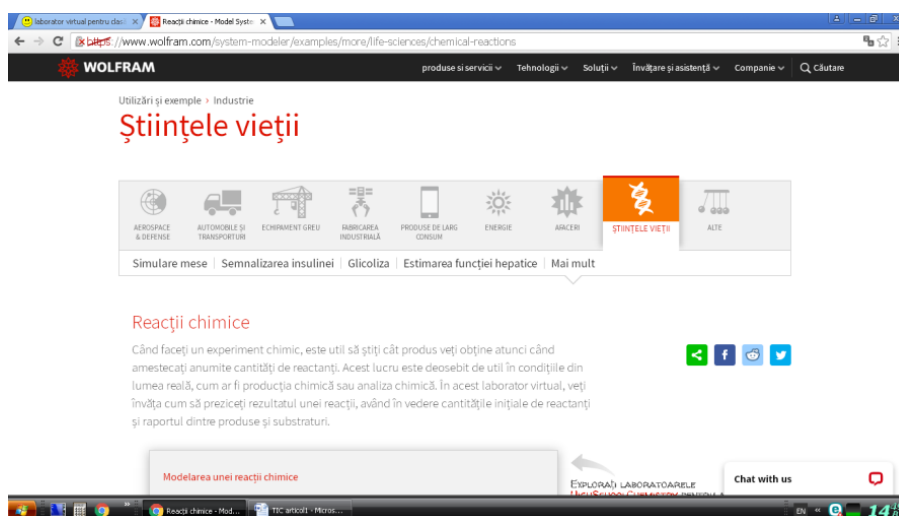 laborator virtual pentru clas
Reacții chimice - Model Syste
https://www.wolfram.com/system-modeler/examples/more/life-sciences/chemical-reactions
WOLFRAM
produse si servicii Tehnologii Soluții Învățare și asistență Companie Căutare
Utilizări și exemple > Industrie
Științele vieții
AEROSPACE & DEFENSE
AUTOMOBILE ȘI TRANSPORTURI
ECHIPAMENT GREU
FABRICAREA INDUSTRIALĂ
PRODUSE DE LARG CONSUM
ENERGIE
AFACERI
ȘTIINȚELE VIEȚII
ALTE
Simulare mese | Semnalizarea insulinei | Glicoliza | Estimarea funcției hepatice | Mai mult
Reacții chimice
Când faceți un experiment chimic, este util să știți cât produs veți obține atunci când
amestecați anumite cantități de reactanți. Acest lucru este deosebit de util în condițiile din
lumea reală, cum ar fi producția chimică sau analiza chimică. În acest laborator virtual, veți
învăța cum să preziceți rezultatul unei reacții, având în vedere cantitățile inițiale de reactanți
și raportul dintre produse și substraturi.
Modelarea unei reacții chimice
EXPLORAȚI LABORATOARELE
Chat with us
Reacții chimice - Mod...
TIC articol1 - Micros...
EN
14